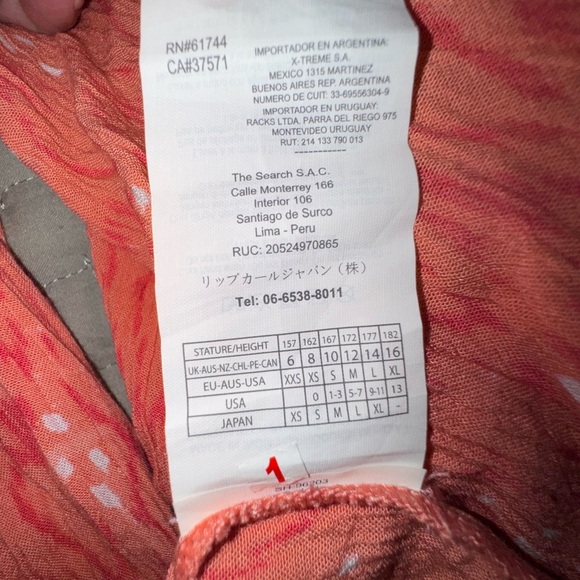 RN#61744
CA#37571
IMPORTADOR EN ARGENTINA:
X-TREME S.A.
MEXICO 1315 MARTINEZ
BUENOS AIRES REP. ARGENTINA
NUMERO DE CUIT: 33-69556304-9
IMPORTADOR EN URUGUAY:
RACKS LTDA. PARRA DEL RIEGO 975
MONTEVIDEO URUGUAY
RUT: 214 133 790 013
-----------
The Search S.A.C.
Calle Monterrey 166
Interior 106
Santiago de Surco
Lima - Peru
RUC: 20524970865
リップカールジャパン（株）
Tel: 06-6538-8011
STATURE/HEIGHT 157 162 167 172 177 182
UK-AUS-NZ-CHL-PE-CAN 6 8 10 12 14 16
EU-AUS-USA XXS XS S M L XL
USA 0 1-3 5-7 9-11 13
JAPAN XS S M L XL -
1